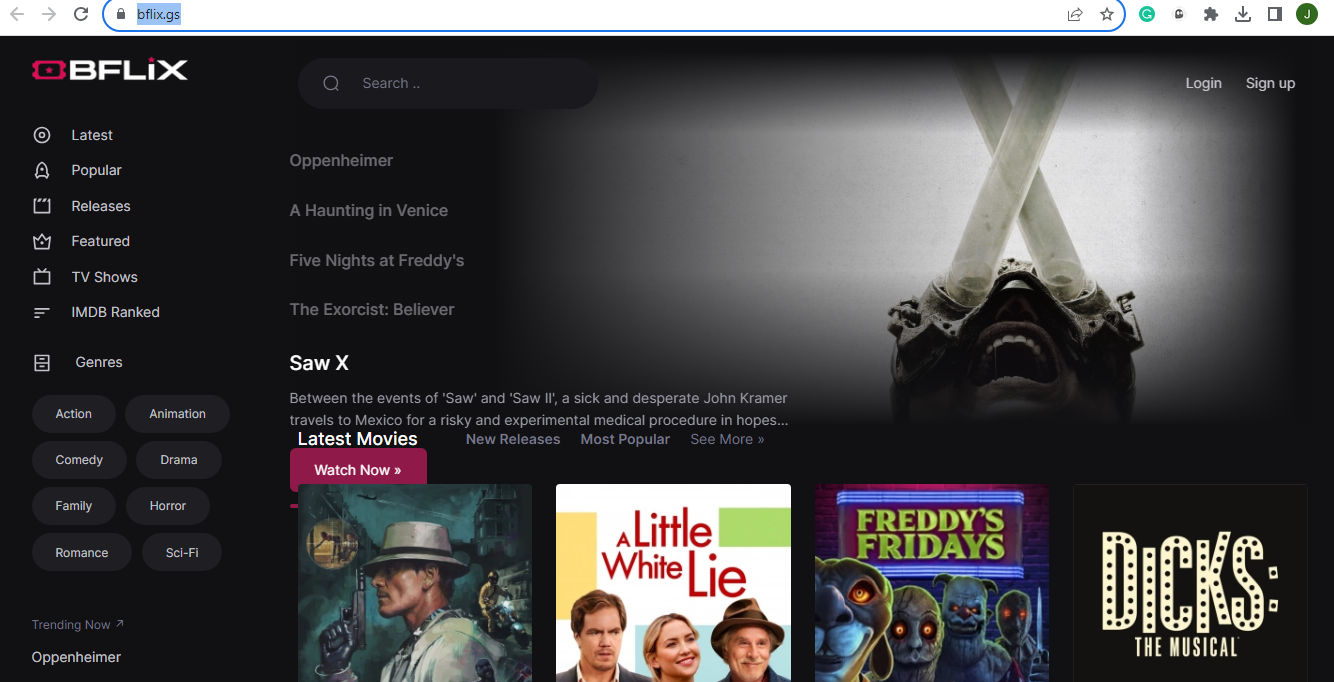 bflix.gs
J
BFLiX
Search ..
Login
Sign up
Latest
Popular
Releases
Featured
TV Shows
IMDB Ranked
Genres
Action
Animation
Comedy
Drama
Family
Horror
Romance
Sci-Fi
Trending Now
Oppenheimer
Oppenheimer
A Haunting in Venice
Five Nights at Freddy's
The Exorcist: Believer
Saw X
Between the events of 'Saw' and 'Saw II', a sick and desperate John Kramer
travels to Mexico for a risky and experimental medical procedure in hopes...
Latest Movies
New Releases
Most Popular
See More »
Watch Now »
A Little
White Lie
FREDDY'S
FRIDAYS
DiCKS:
THE MUSICAL